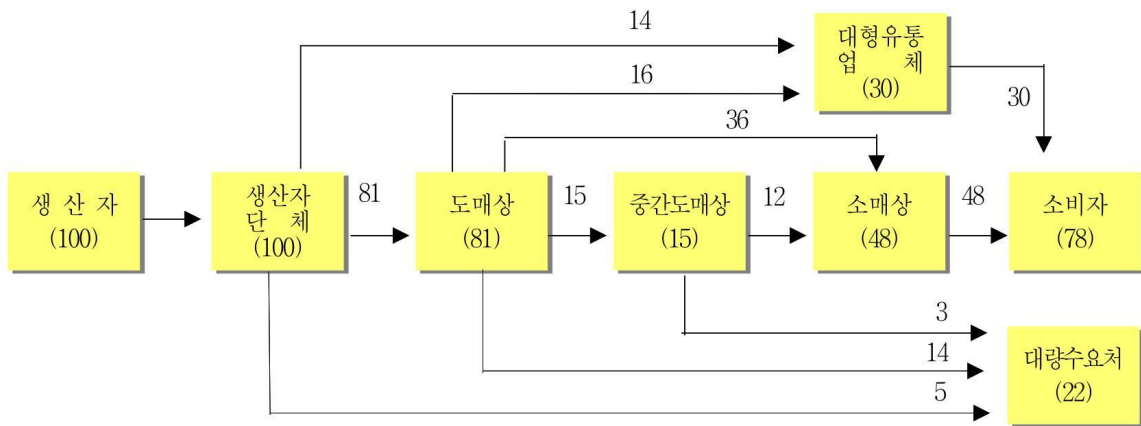 14
대형유통
업 체
(30)
16
30
36
생 산 자
(100)
생산자
단 체
(100)
81
도매상
(81)
15
중간도매상
(15)
12
소매상
(48)
48
소비자
(78)
3
14
5
대량수요처
(22)